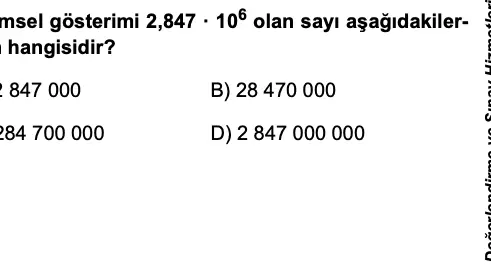 msel gösterimi 2,847 · 10⁶ olan sayı aşağıdakiler-
hangisidir?
2 847 000
B) 28 470 000
284 700 000
D) 2 847 000 000
Değerlendirme ve Sınav Hizmetleri